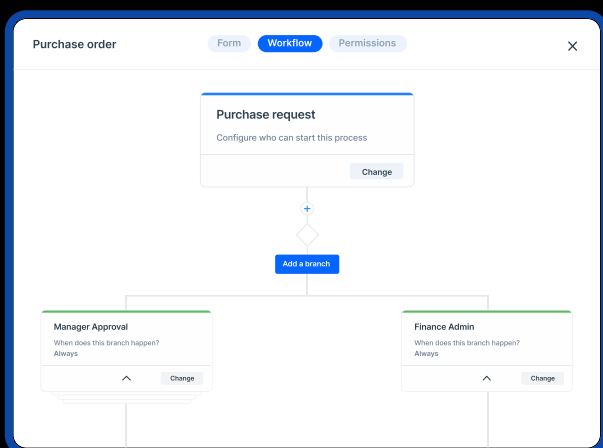 Purchase order
Form
Workflow
Permissions
Purchase request
Configure who can start this process
Change
Add a branch
Manager Approval
When does this branch happen?
Always
Change
Finance Admin
When does this branch happen?
Always
Change